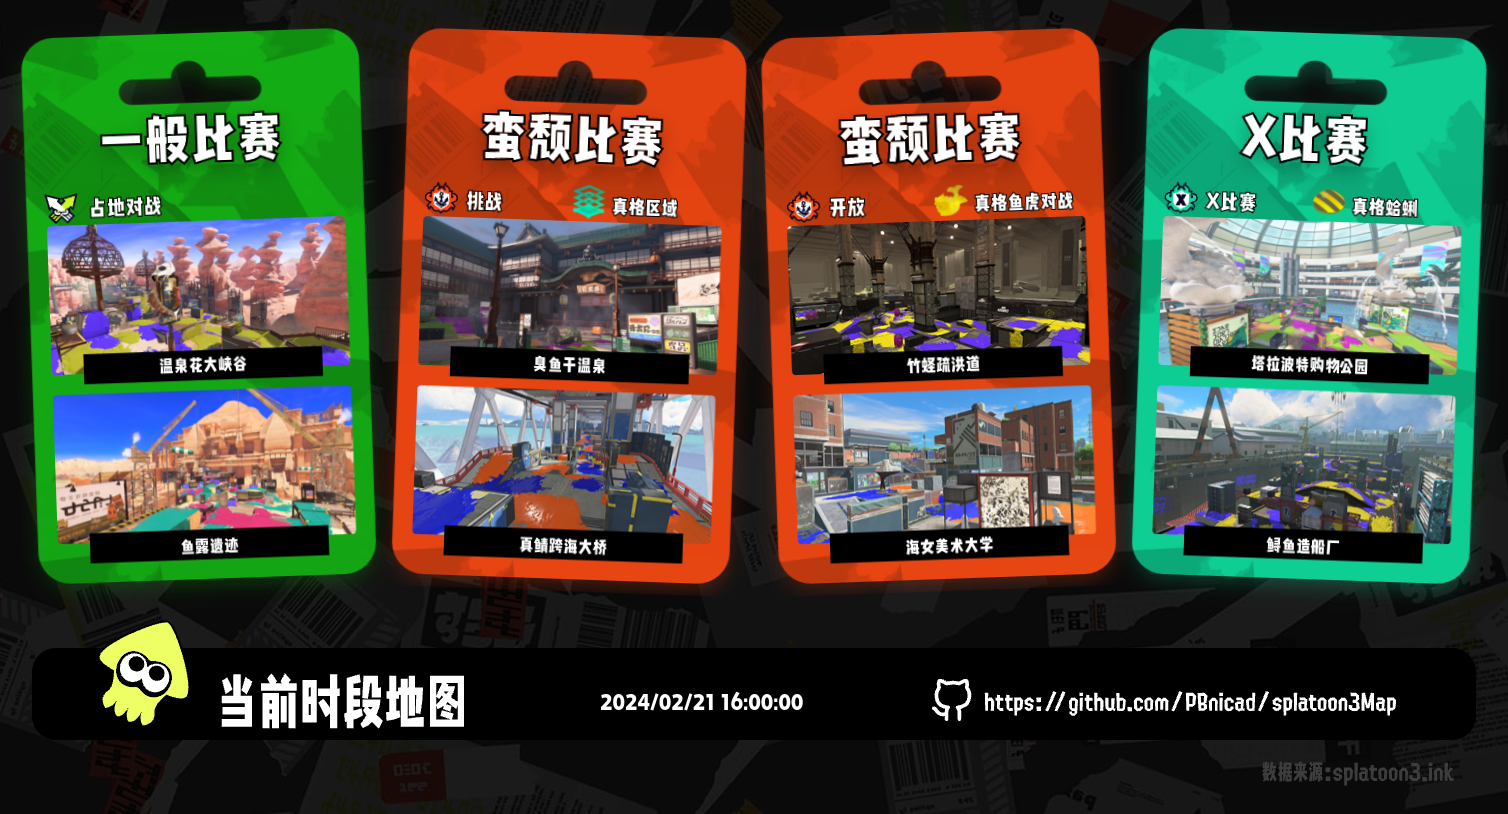 一般比赛
占地对战
温泉花大峡谷
鱼露遗迹
蛮颓比赛
挑战
真格区域
臭鱼干温泉
真鲭跨海大桥
蛮颓比赛
开放
真格鱼虎对战
竹蛏疏洪道
海女美术大学
X比赛
X比赛
真格蛤蜊
塔拉波特购物公园
鲟鱼造船厂
当前时段地图
2024/02/21 16:00:00
https://github.com/PBnicad/splatoon3Map
数据来源:splatoon3.ink